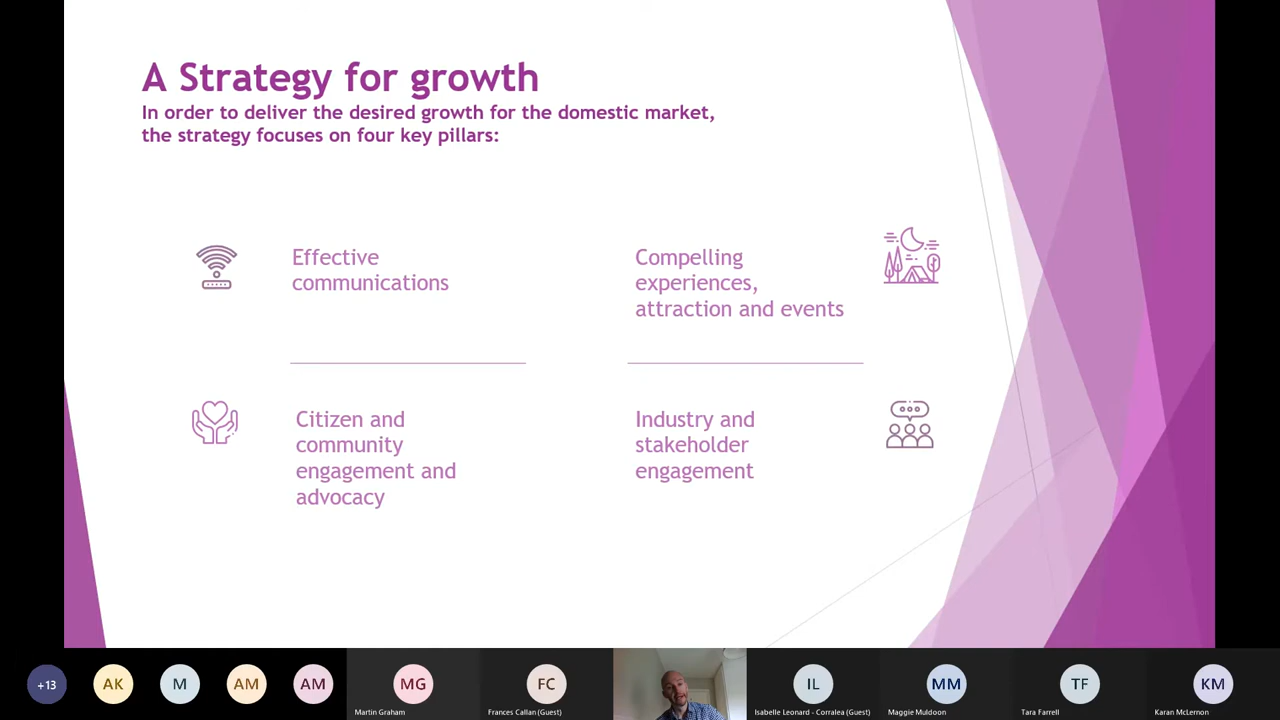 A Strategy for growth
In order to deliver the desired growth for the domestic market,
the strategy focuses on four key pillars:
Effective
communications
Compelling
experiences,
attraction and events
Citizen and
community
engagement and
advocacy
Industry and
stakeholder
engagement
+13
AK
M
AM
AM
MG
Martin Graham
FC
Frances Callan (Guest)
IL
Isabelle Leonard - Corralea (Guest)
MM
Maggie Muldoon
TF
Tara Farrell
KM
Karan McLernon